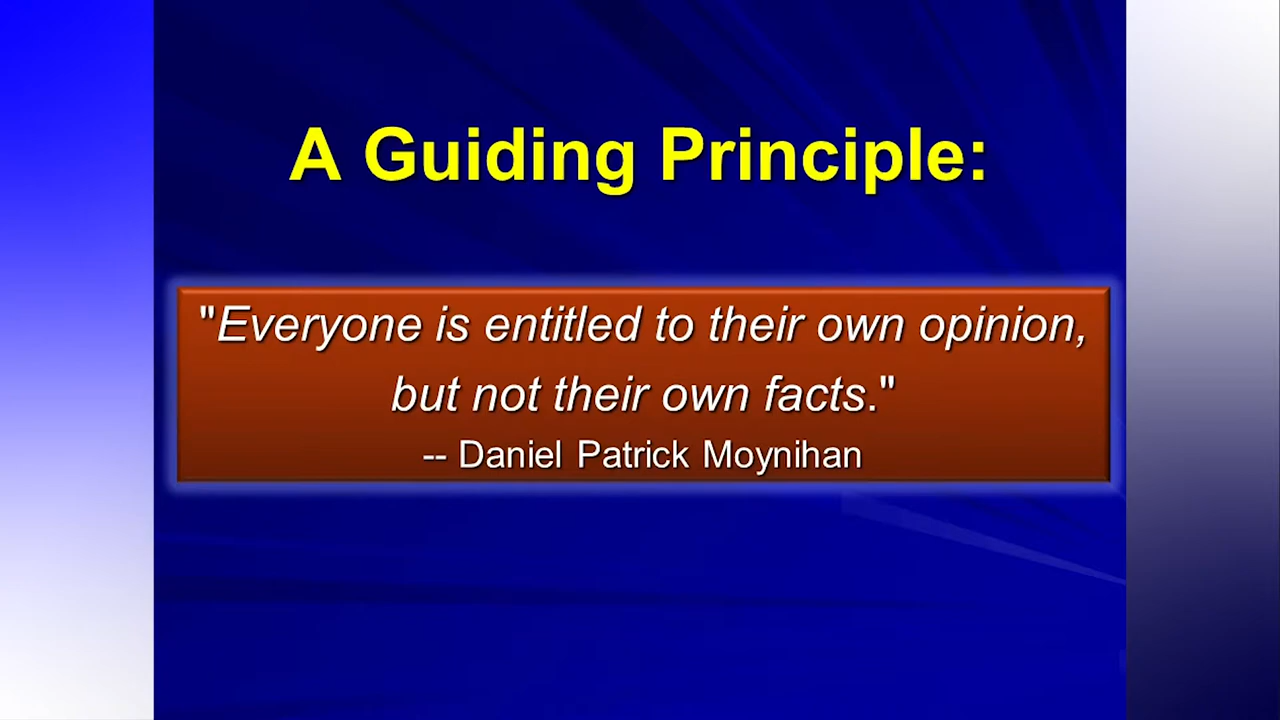 A Guiding Principle:
"Everyone is entitled to their own opinion,
but not their own facts."
-- Daniel Patrick Moynihan